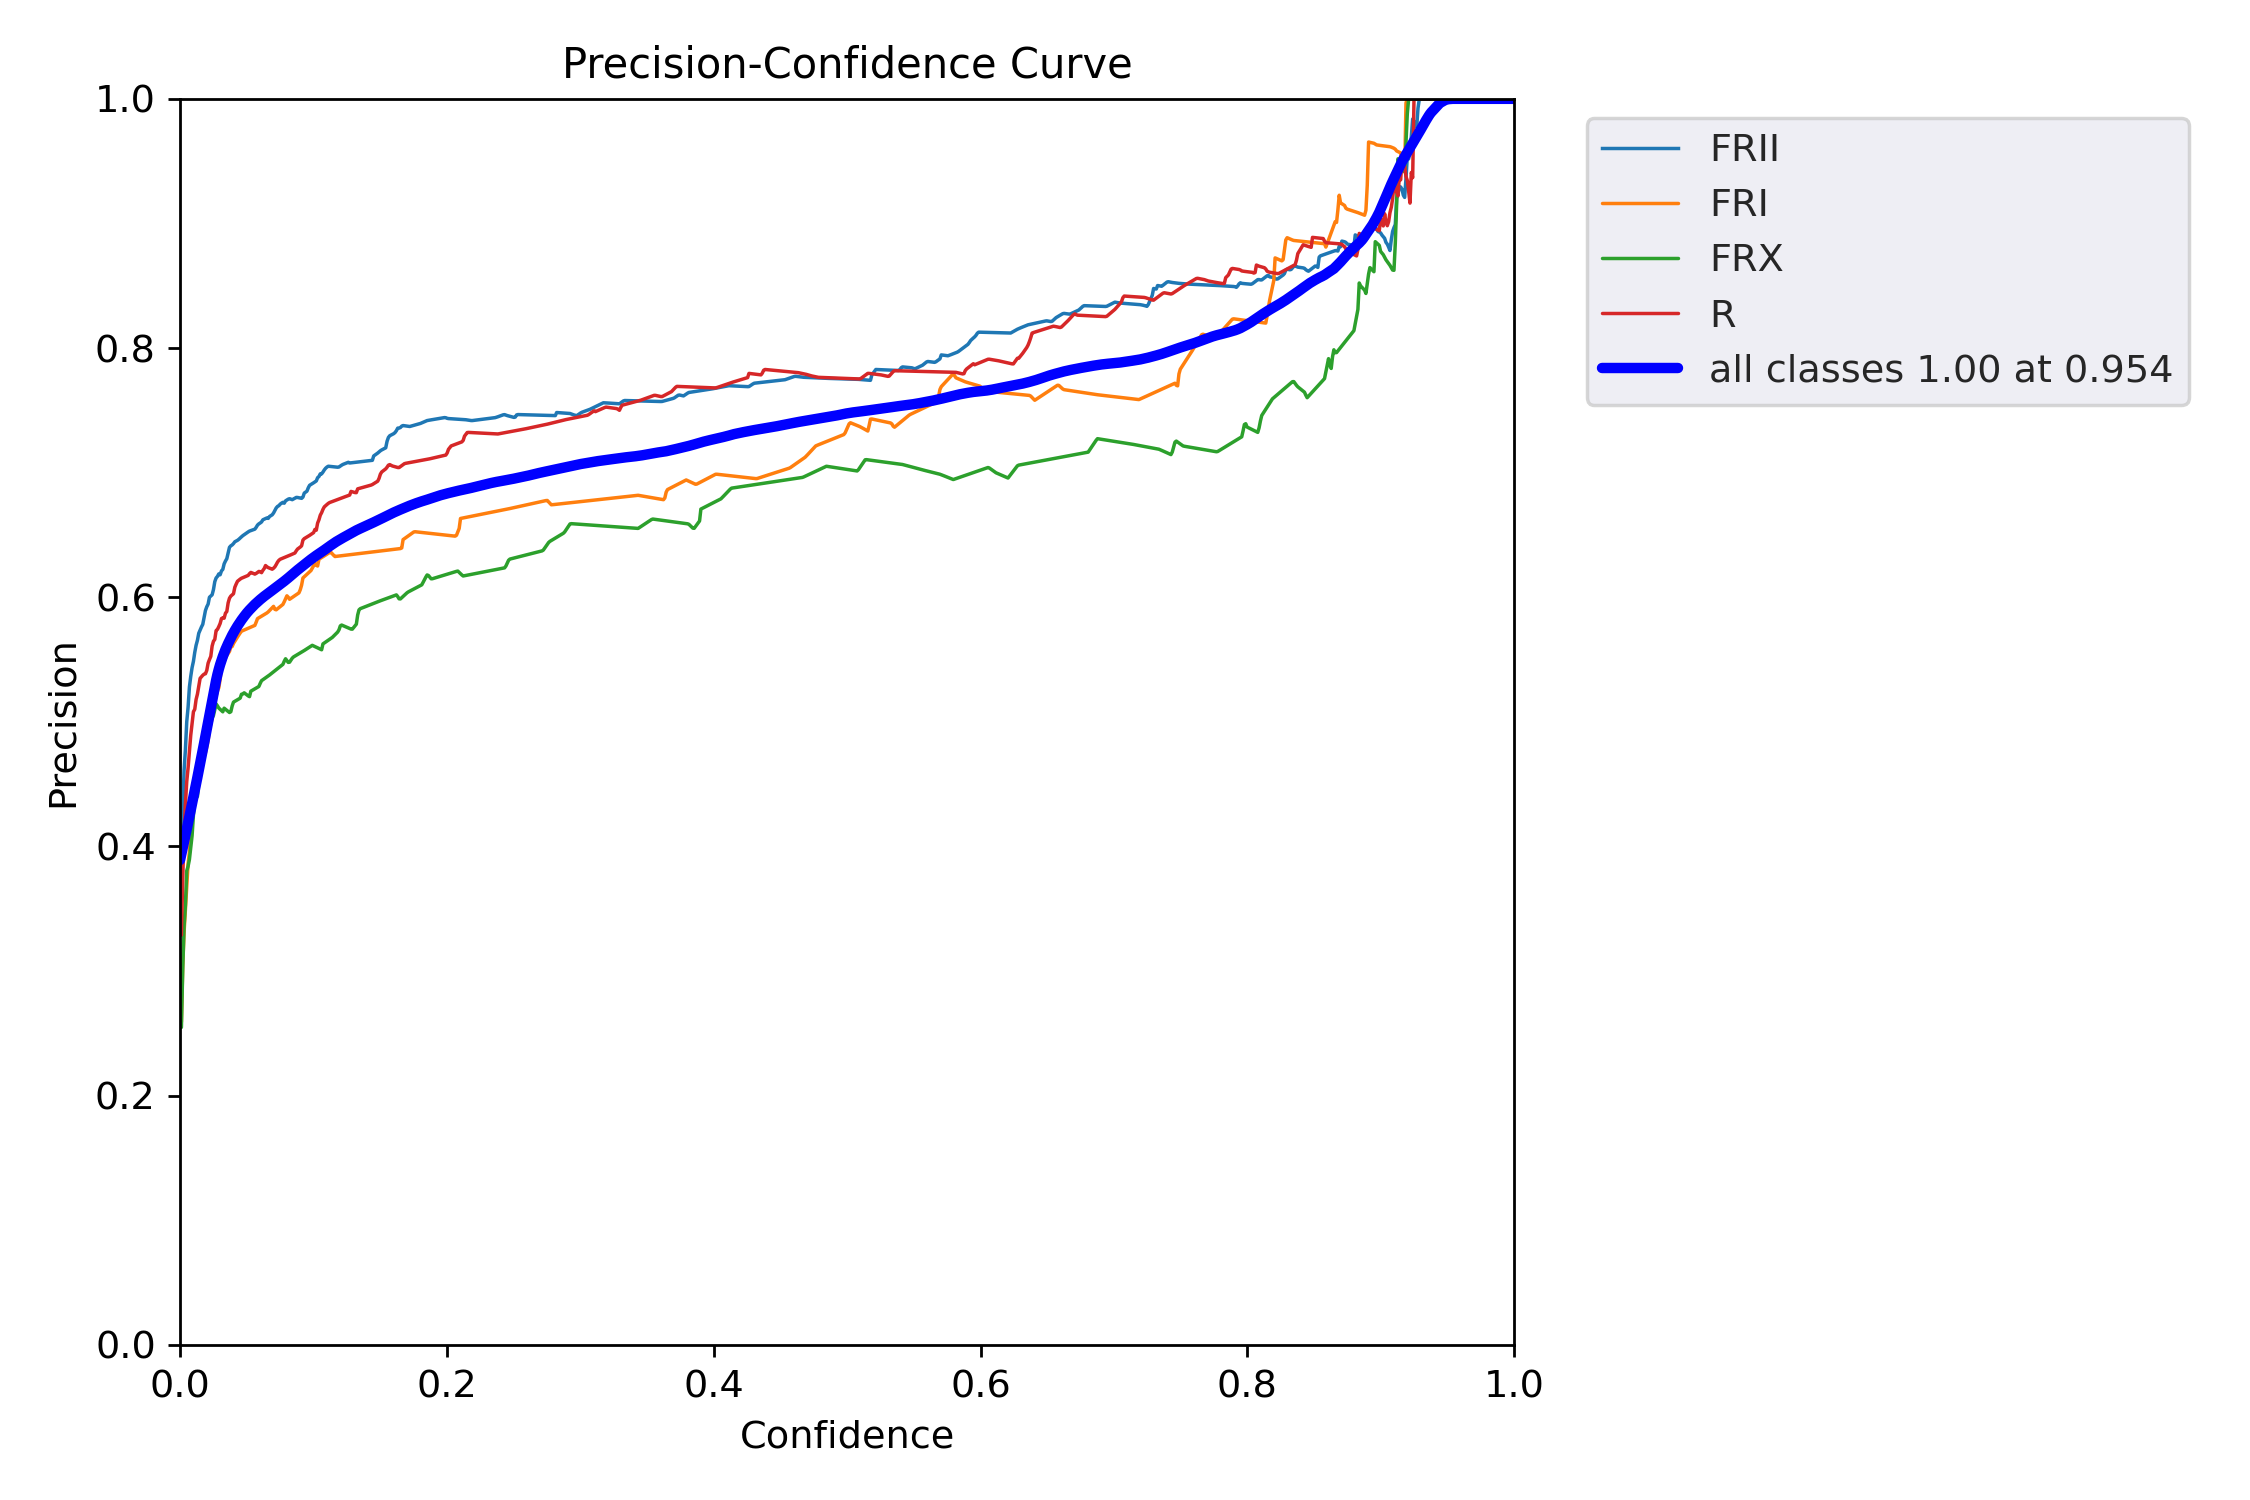 Precision-Confidence Curve
1.0
0.8
0.6
0.4
0.2
0.0
Precision
0.0 0.2 0.4 0.6 0.8 1.0
Confidence
FRII
FRI
FRX
R
all classes 1.00 at 0.954